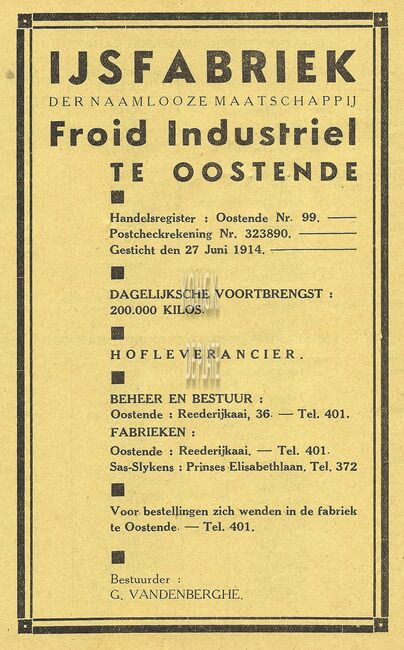 IJSFABRIEK
DER NAAMLOOZE MAATSCHAPPIJ
Froid Industriel
TE OOSTENDE
Handelsregister : Oostende Nr. 99.
Postcheckrekening Nr. 323890.
Gesticht den 27 Juni 1914.
DAGELIJKSCHE VOORTBRENGST :
200.000 KILOS.
HOFLEVERANCIER.
BEHEER EN BESTUUR :
Oostende : Reederijkaai, 36. — Tel. 401.
FABRIEKEN :
Oostende : Reederijkaai. — Tel. 401.
Sas-Slykens : Prinses Elisabethlaan. Tel. 372
Voor bestellingen zich wenden in de fabriek
te Oostende. — Tel. 401.
Bestuurder :
G. VANDENBERGHE.